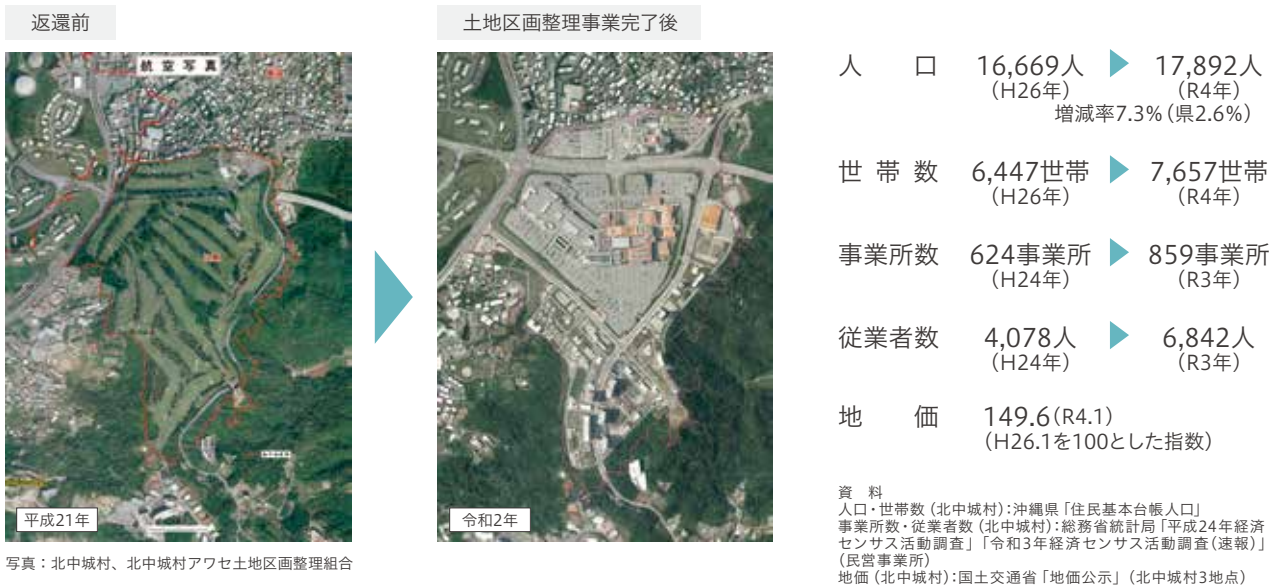 返還前
土地区画整理事業完了後
航空写真
平成21年
令和2年
写真：北中城村、北中城村アワセ土地区画整理組合
人口 16,669人 ▶ 17,892人
(H26年) (R4年)
増減率7.3%(県2.6%)
世帯数 6,447世帯 ▶ 7,657世帯
(H26年) (R4年)
事業所数 624事業所 ▶ 859事業所
(H24年) (R3年)
従業者数 4,078人 ▶ 6,842人
(H24年) (R3年)
地価 149.6(R4.1)
(H26.1を100とした指数)
資料
人口・世帯数(北中城村)：沖縄県「住民基本台帳人口」
事業所数・従業者数(北中城村)：総務省統計局「平成24年経済
センサス活動調査」「令和3年経済センサス活動調査(速報)」
(民営事業所)
地価(北中城村)：国土交通省「地価公示」(北中城村3地点)